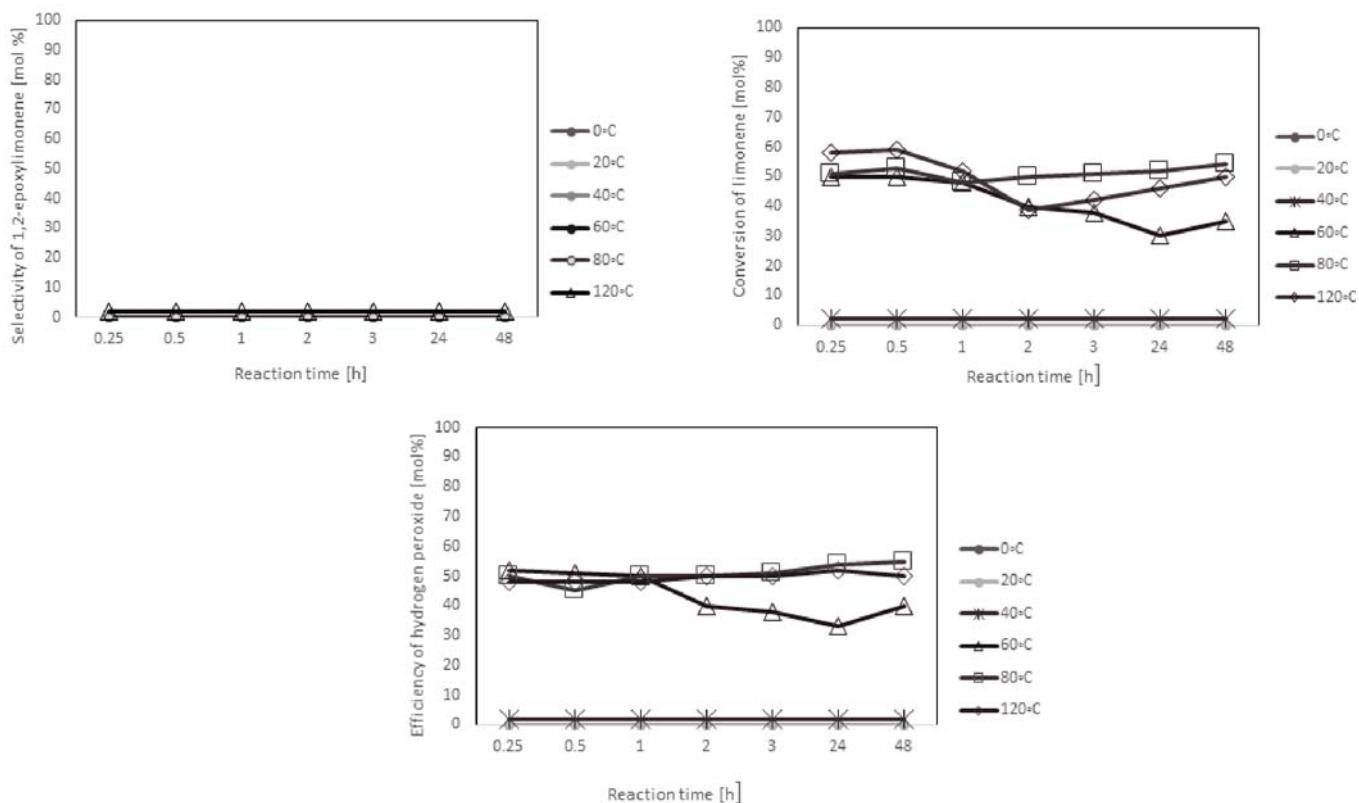 Selectivity of 1,2-epoxylimonene [mol %]
100
90
80
70
60
50
40
30
20
10
0
0.25 0.5 1 2 3 24 48
Reaction time [h]
0◦C
20◦C
40◦C
60◦C
80◦C
120◦C
Conversion of limonene [mol%]
100
90
80
70
60
50
40
30
20
10
0
0.25 0.5 1 2 3 24 48
Reaction time [h]
0◦C
20◦C
40◦C
60◦C
80◦C
120◦C
Efficiency of hydrogen peroxide [mol%]
100
90
80
70
60
50
40
30
20
10
0
0.25 0.5 1 2 3 24 48
Reaction time [h]
0◦C
20◦C
40◦C
60◦C
80◦C
120◦C